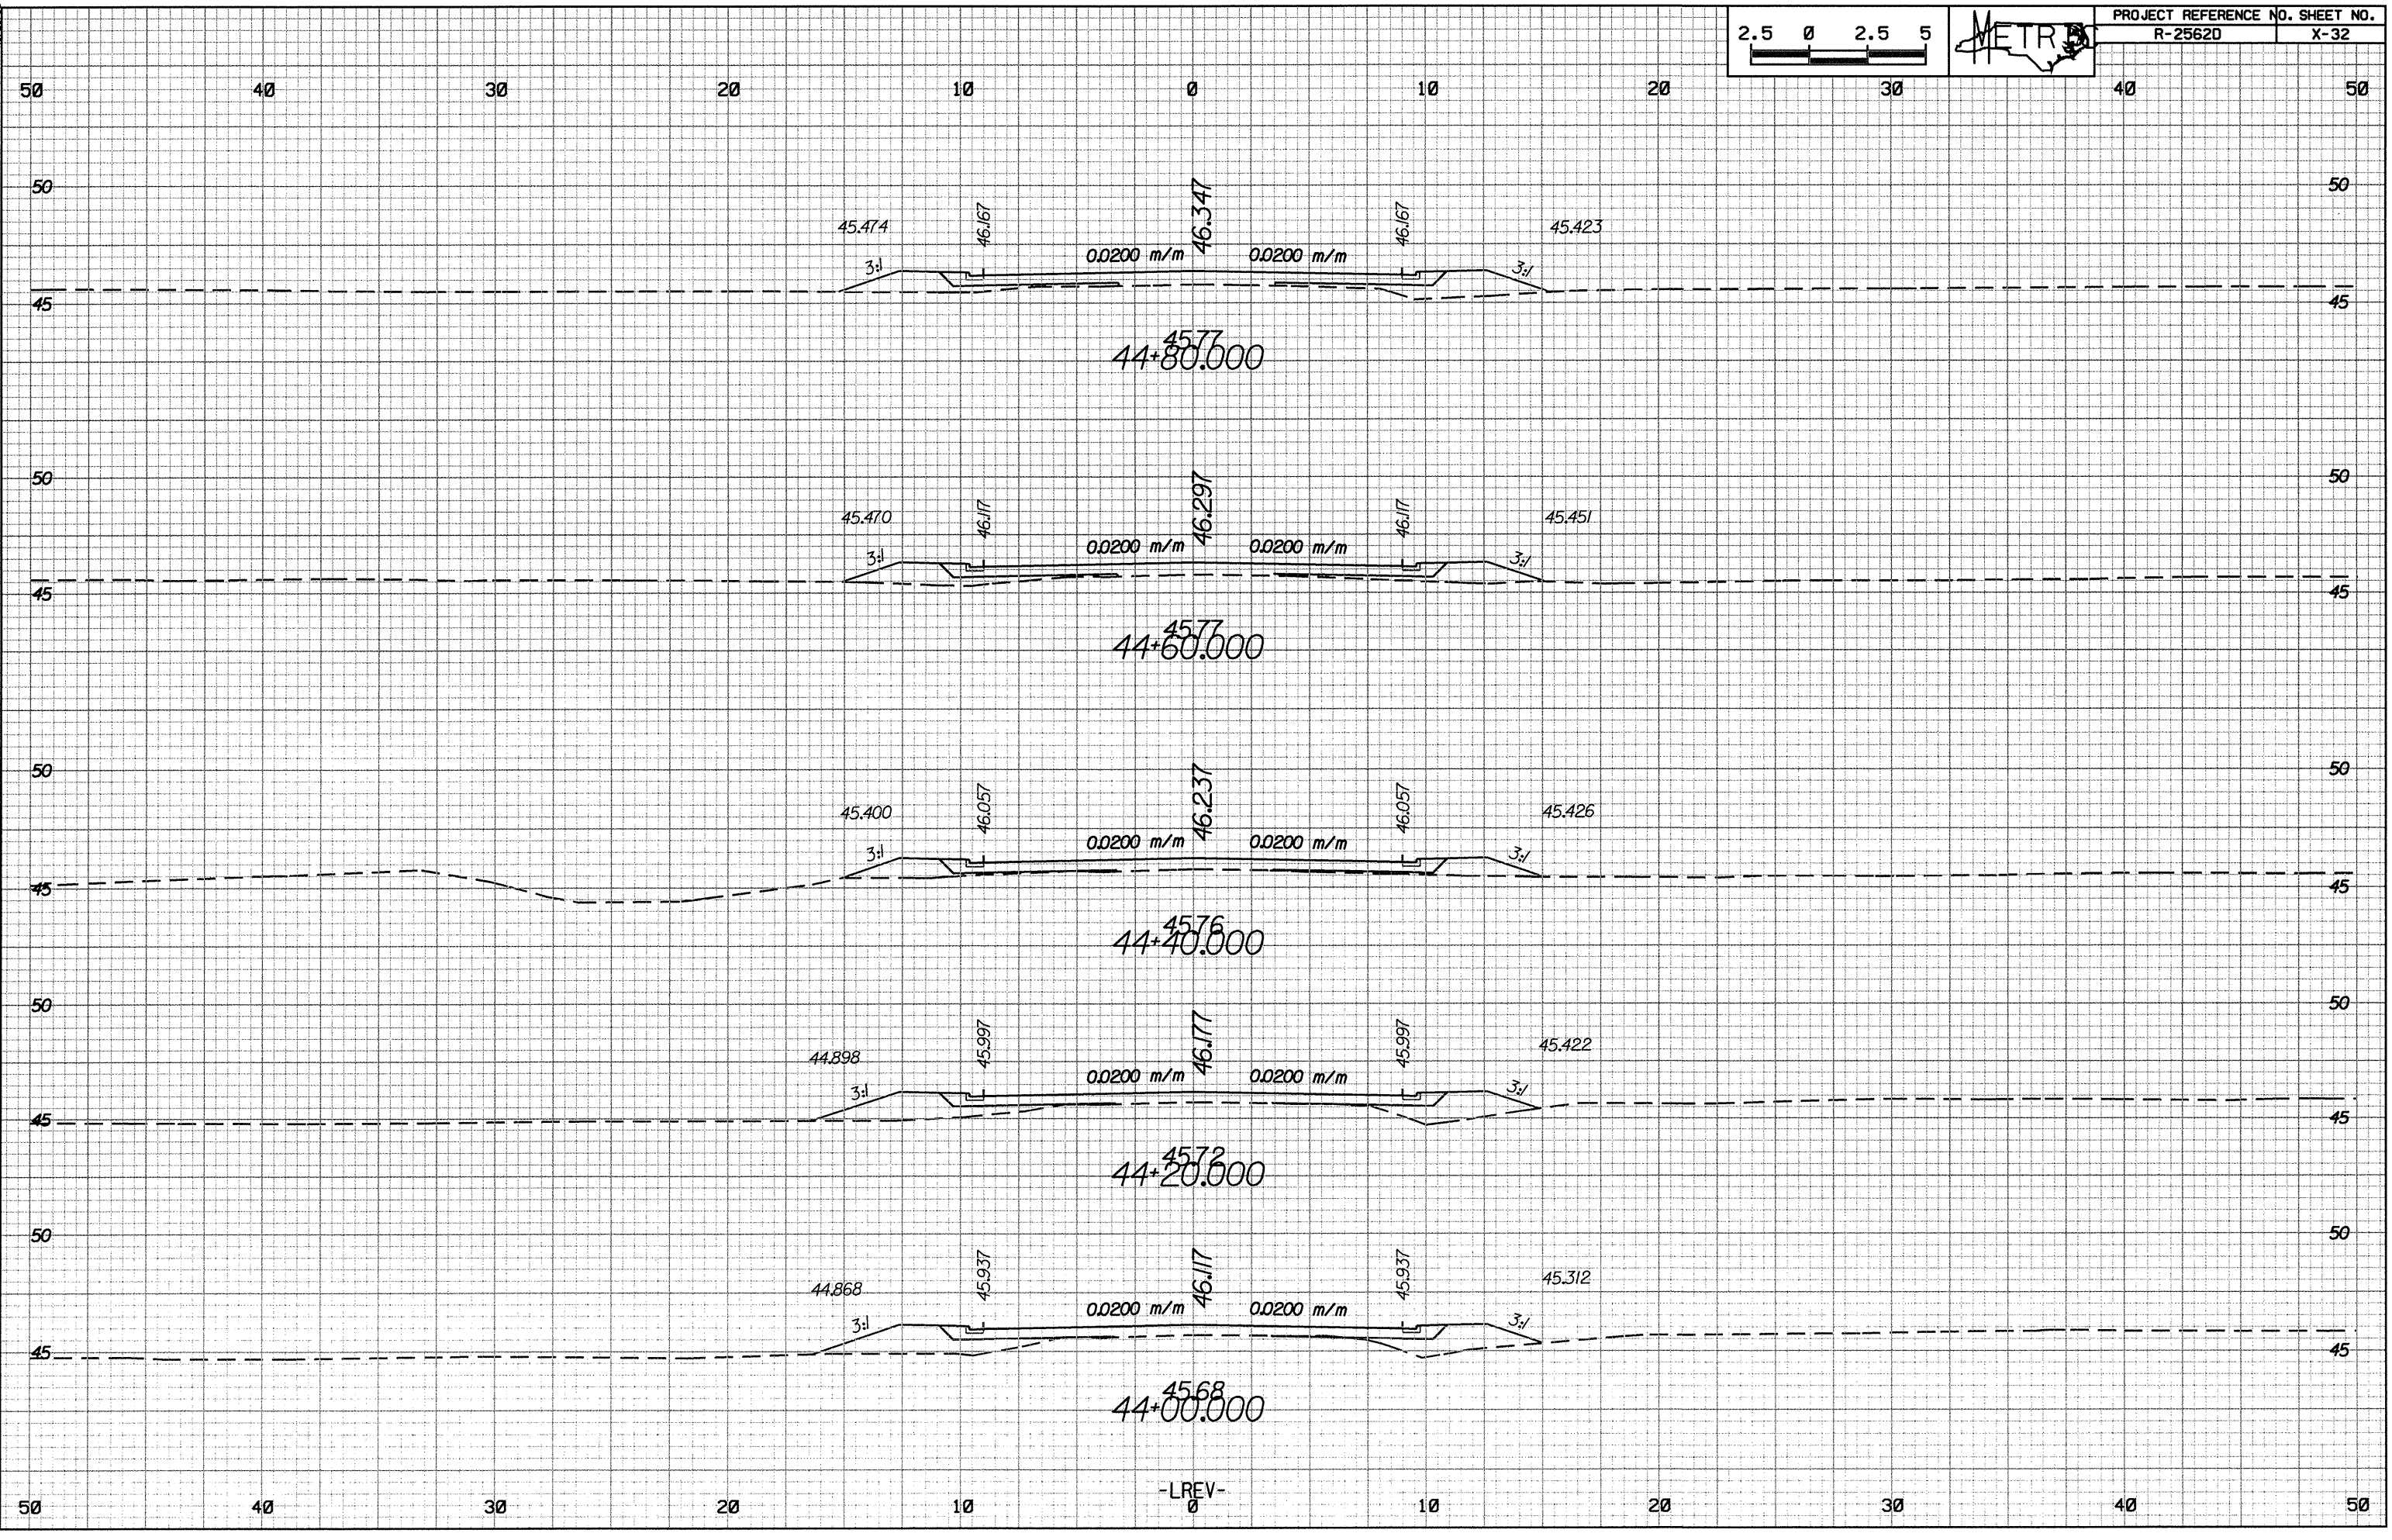 PROJECT REFERENCE NO. SHEET NO.
R-2562D X-32
2.5 0 2.5 5
METRIC
50 40 30 20 10 0 10 20 30 40 50
50 50
45.474 46.167 46.347 46.167 45.423
3:1 0.0200 m/m 0.0200 m/m 3:1
45 45
45.77
44+80.000
50 50
45.470 46.117 46.297 46.117 45.451
3:1 0.0200 m/m 0.0200 m/m 3:1
45 45
45.77
44+60.000
50 50
45.400 46.057 46.237 46.057 45.426
3:1 0.0200 m/m 0.0200 m/m 3:1
45 45
45.76
44+40.000
50 50
44.898 45.997 46.177 45.997 45.422
3:1 0.0200 m/m 0.0200 m/m 3:1
45 45
45.72
44+20.000
50 50
44.868 45.937 46.117 45.937 45.312
3:1 0.0200 m/m 0.0200 m/m 3:1
45 45
45.68
44+00.000
-LREV-
50 40 30 20 10 0 10 20 30 40 50